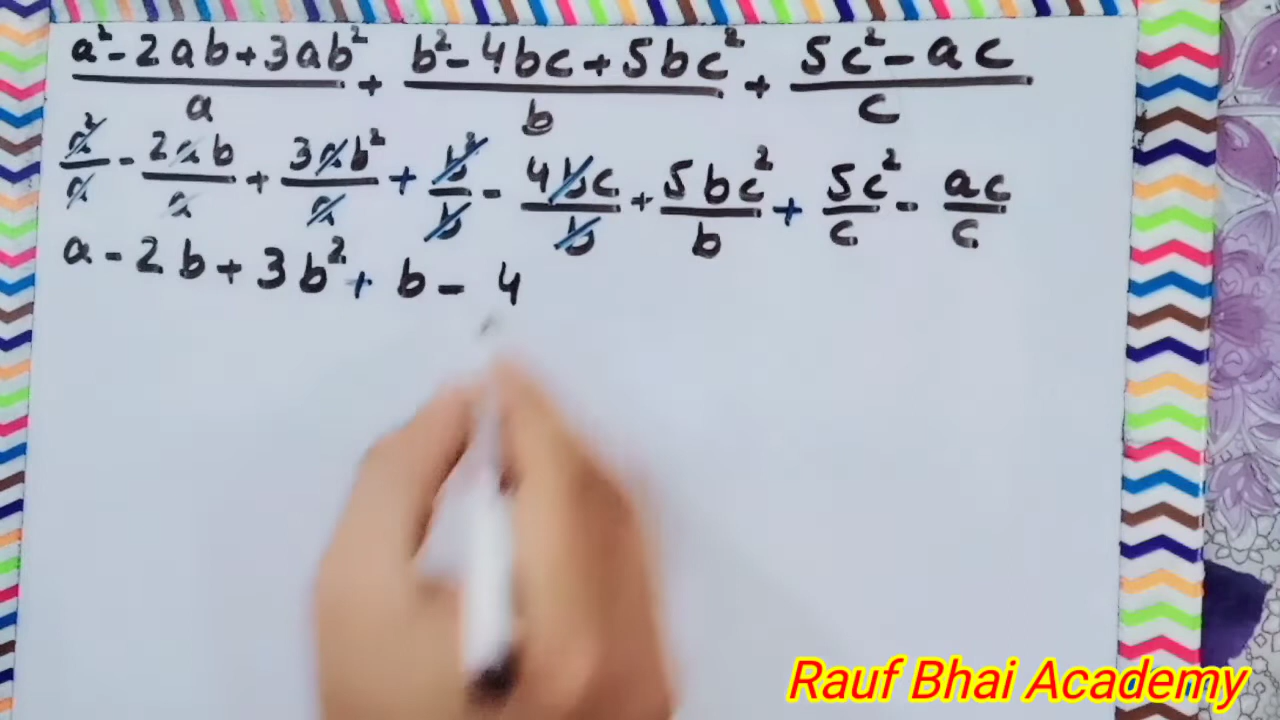 (a² - 2ab + 3ab²)/a + (b² - 4bc + 5bc²)/b + (5c² - ac)/c
a²/a - 2ab/a + 3ab²/a + b²/b - 4bc/b + 5bc²/b + 5c²/c - ac/c
a - 2b + 3b² + b - 4
Rauf Bhai Academy